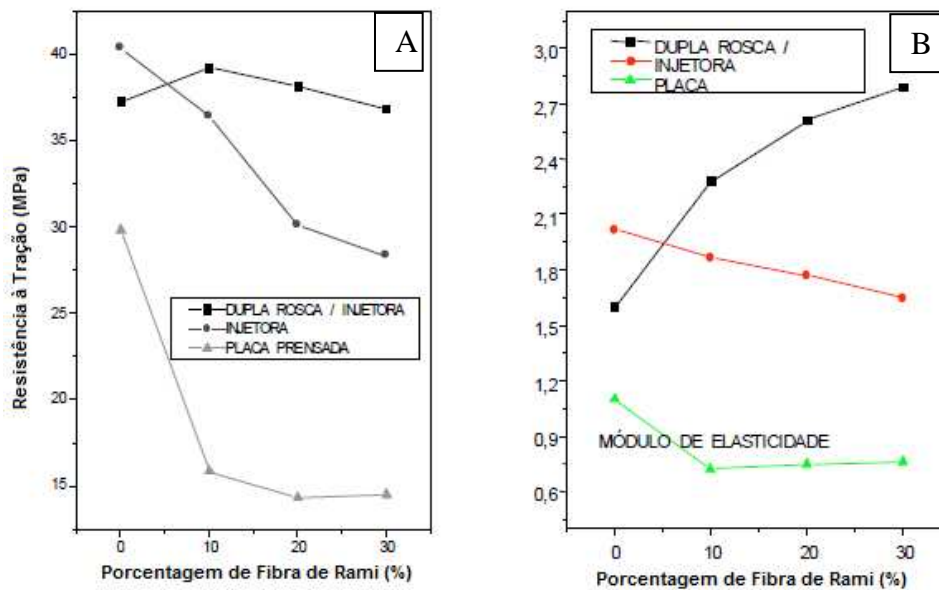 A
Resistência à Tração (MPa)
40
35
30
25
20
15
DUPLA ROSCA / INJETORA
INJETORA
PLACA PRENSADA
0 10 20 30
Porcentagem de Fibra de Rami (%)
B
DUPLA ROSCA /
INJETORA
PLACA
3,0
2,7
2,4
2,1
1,8
1,5
1,2
0,9
0,6
MÓDULO DE ELASTICIDADE
0 10 20 30
Porcentagem de Fibra de Rami (%)